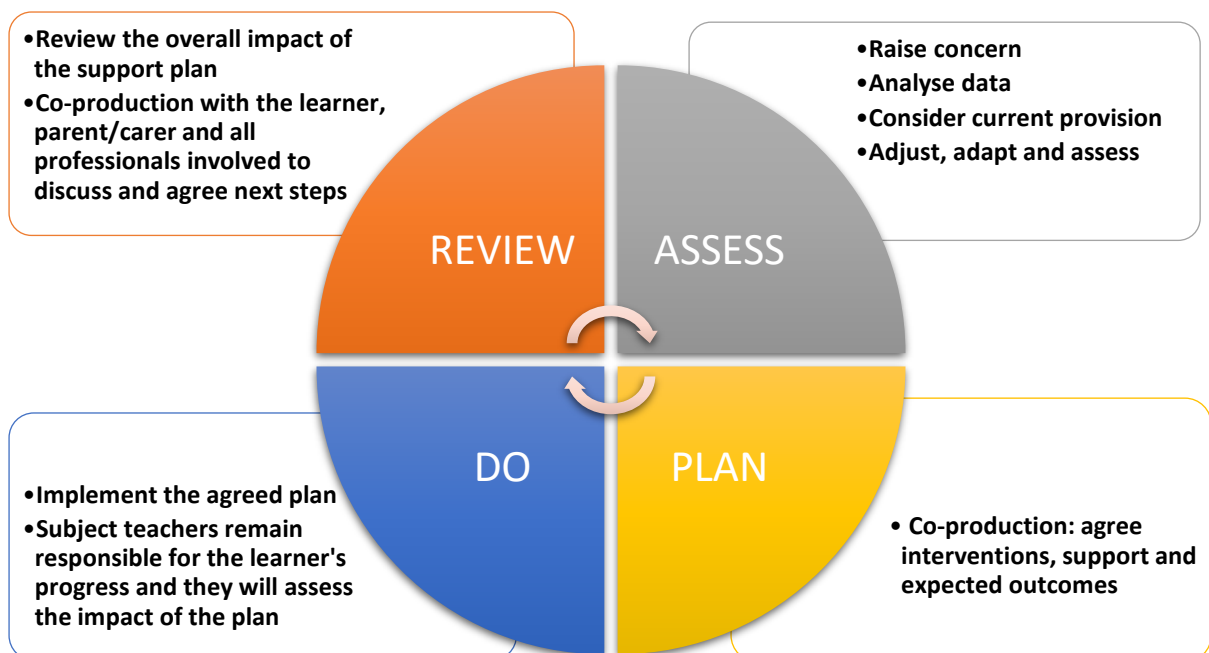 •Review the overall impact of
the support plan
•Co-production with the learner,
parent/carer and all
professionals involved to
discuss and agree next steps
•Raise concern
•Analyse data
•Consider current provision
•Adjust, adapt and assess
REVIEW
ASSESS
DO
PLAN
•Implement the agreed plan
•Subject teachers remain
responsible for the learner's
progress and they will assess
the impact of the plan
• Co-production: agree
interventions, support and
expected outcomes